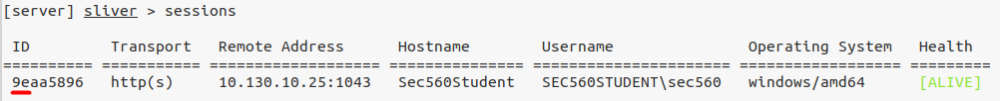 [server] sliver > sessions
ID Transport Remote Address Hostname Username Operating System Health
========== =========== ==================== =============== ====================== ================== =========
9eaa5896 http(s) 10.130.10.25:1043 Sec560Student SEC560STUDENT\sec560 windows/amd64 [ALIVE]